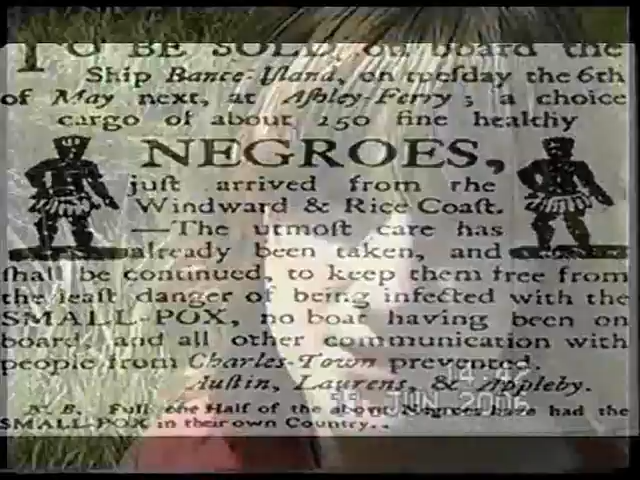 TO BE SOLD, on board the
Ship Bance-Iſland, on tueſday the 6th
of May next, at Aſhley-Ferry; a choice
cargo of about 250 fine healthy
NEGROES,
juſt arrived from the
Windward & Rice Coaſt.
—The utmoſt care has
already been taken, and
ſhall be continued, to keep them free from
the leaſt danger of being infected with the
SMALL-POX, no boat having been on
board, and all other communication with
people from Charles-Town prevented.
Auſtin, Laurens, & Appleby.
N. B. Full one Half of the above Negroes have had the
SMALL-POX in their own Country.
14:42
11 JUN 2006